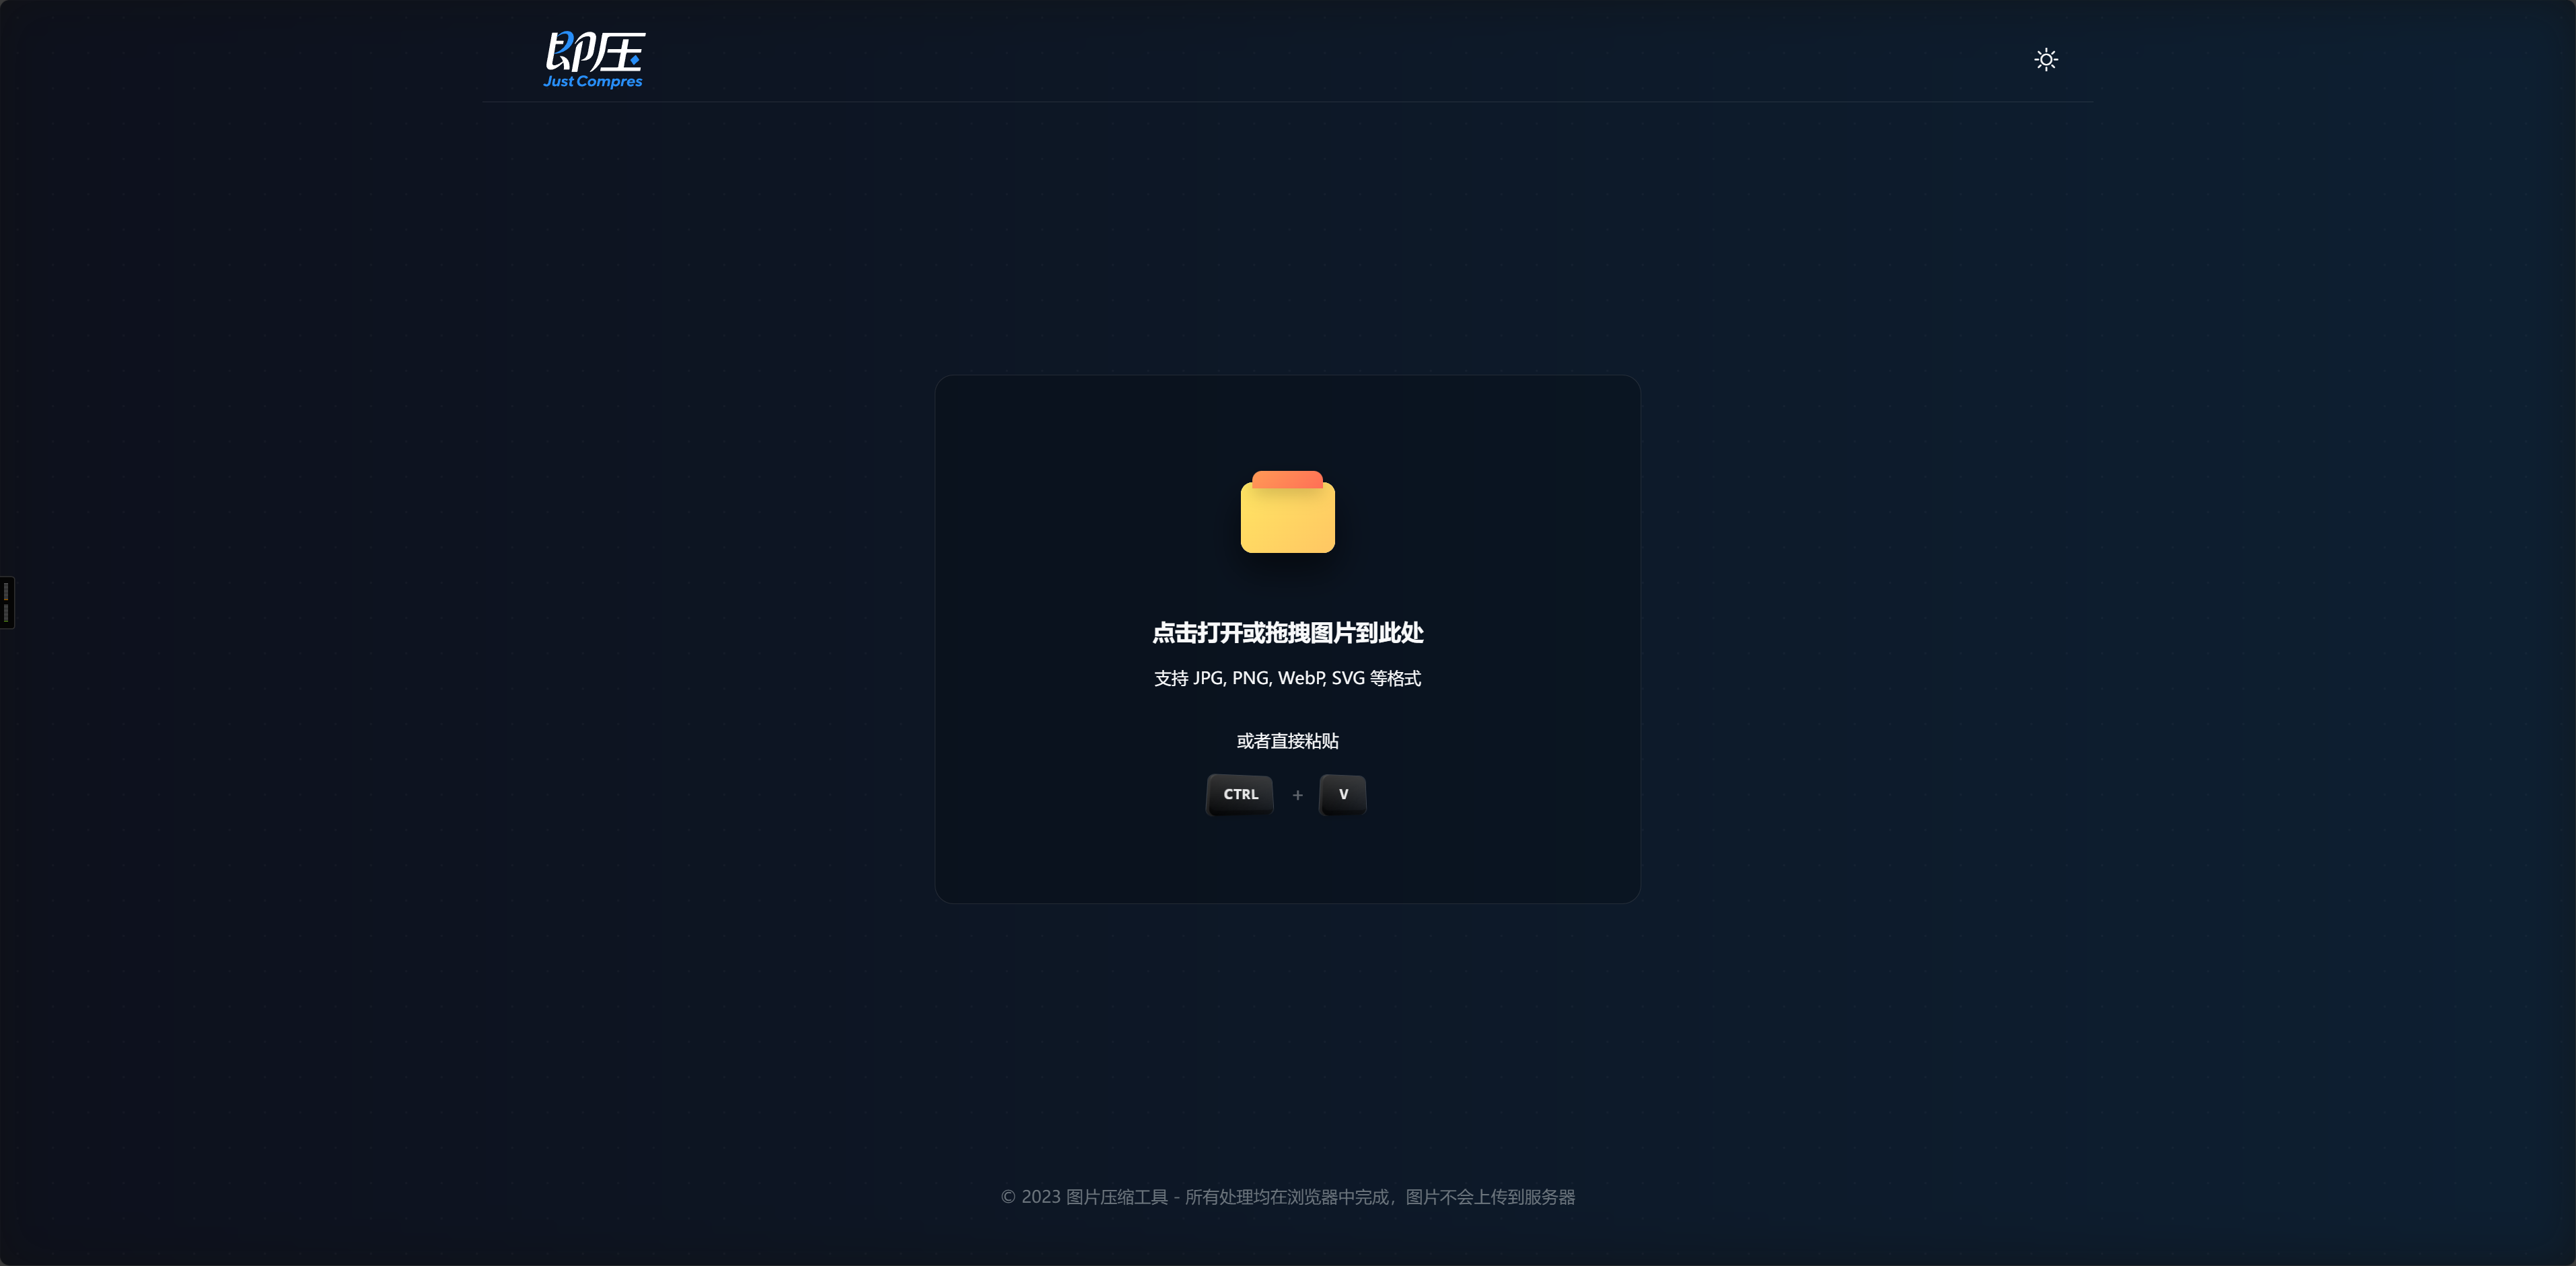 即压
Just Compres
点击打开或拖拽图片到此处
支持 JPG, PNG, WebP, SVG 等格式
或者直接粘贴
CTRL + V
© 2023 图片压缩工具 - 所有处理均在浏览器中完成，图片不会上传到服务器